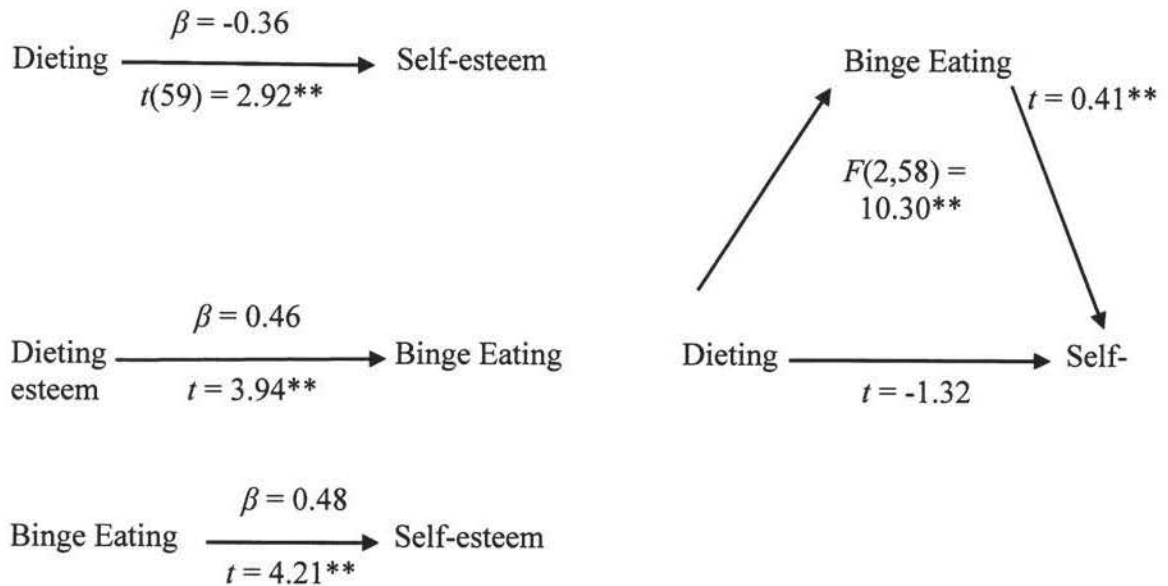 β = -0.36
Dieting Self-esteem
t(59) = 2.92**
β = 0.46
Dieting Binge Eating
esteem t = 3.94**
β = 0.48
Binge Eating Self-esteem
t = 4.21**
Binge Eating
t = 0.41**
F(2,58) =
10.30**
Dieting Self-
t = -1.32